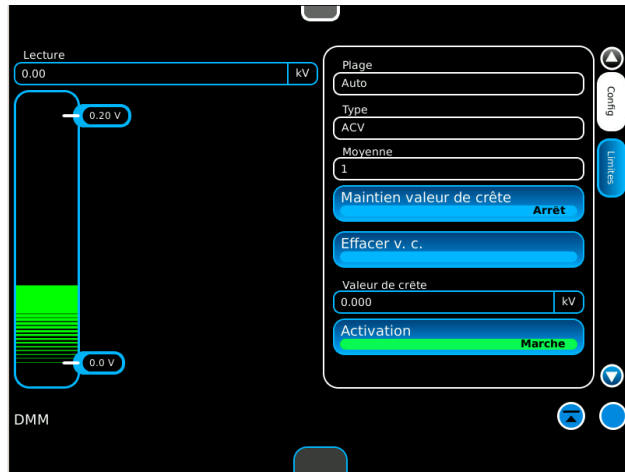 Lecture
0.00 kV
0.20 V
0.0 V
DMM
Plage
Auto
Type
ACV
Moyenne
1
Maintien valeur de crête
Arrêt
Effacer v. c.
Valeur de crête
0.000 kV
Activation
Marche
Config
Limites